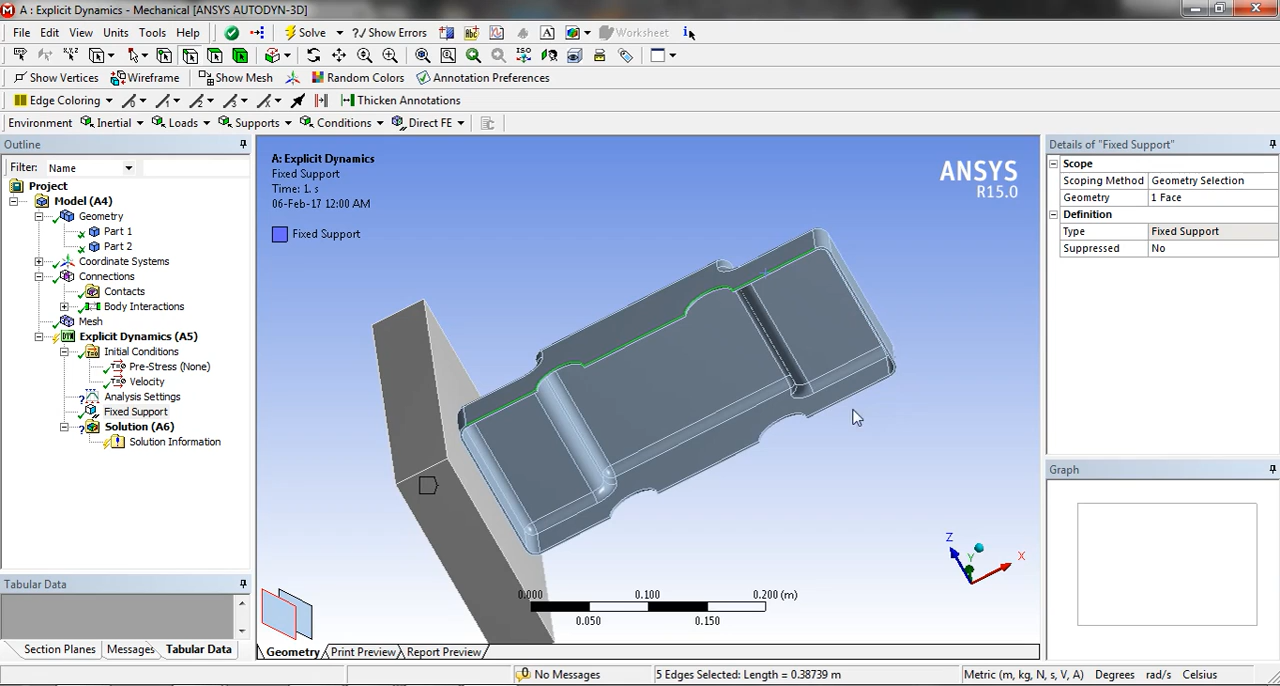 A : Explicit Dynamics - Mechanical [ANSYS AUTODYN-3D]
File Edit View Units Tools Help Solve ?/ Show Errors Worksheet
Show Vertices Wireframe Show Mesh Random Colors Annotation Preferences
Edge Coloring Thicken Annotations
Environment Inertial Loads Supports Conditions Direct FE
Outline
Filter: Name
Project
Model (A4)
Geometry
Part 1
Part 2
Coordinate Systems
Connections
Contacts
Body Interactions
Mesh
Explicit Dynamics (A5)
Initial Conditions
Pre-Stress (None)
Velocity
Analysis Settings
Fixed Support
Solution (A6)
Solution Information
Tabular Data
Section Planes Messages Tabular Data
A: Explicit Dynamics
Fixed Support
Time: 1. s
06-Feb-17 12:00 AM
Fixed Support
ANSYS
R15.0
Z
Y
X
0.000 0.100 0.200 (m)
0.050 0.150
Geometry Print Preview Report Preview
Details of "Fixed Support"
Scope
Scoping Method Geometry Selection
Geometry 1 Face
Definition
Type Fixed Support
Suppressed No
Graph
No Messages 5 Edges Selected: Length = 0.38739 m Metric (m, kg, N, s, V, A) Degrees rad/s Celsius